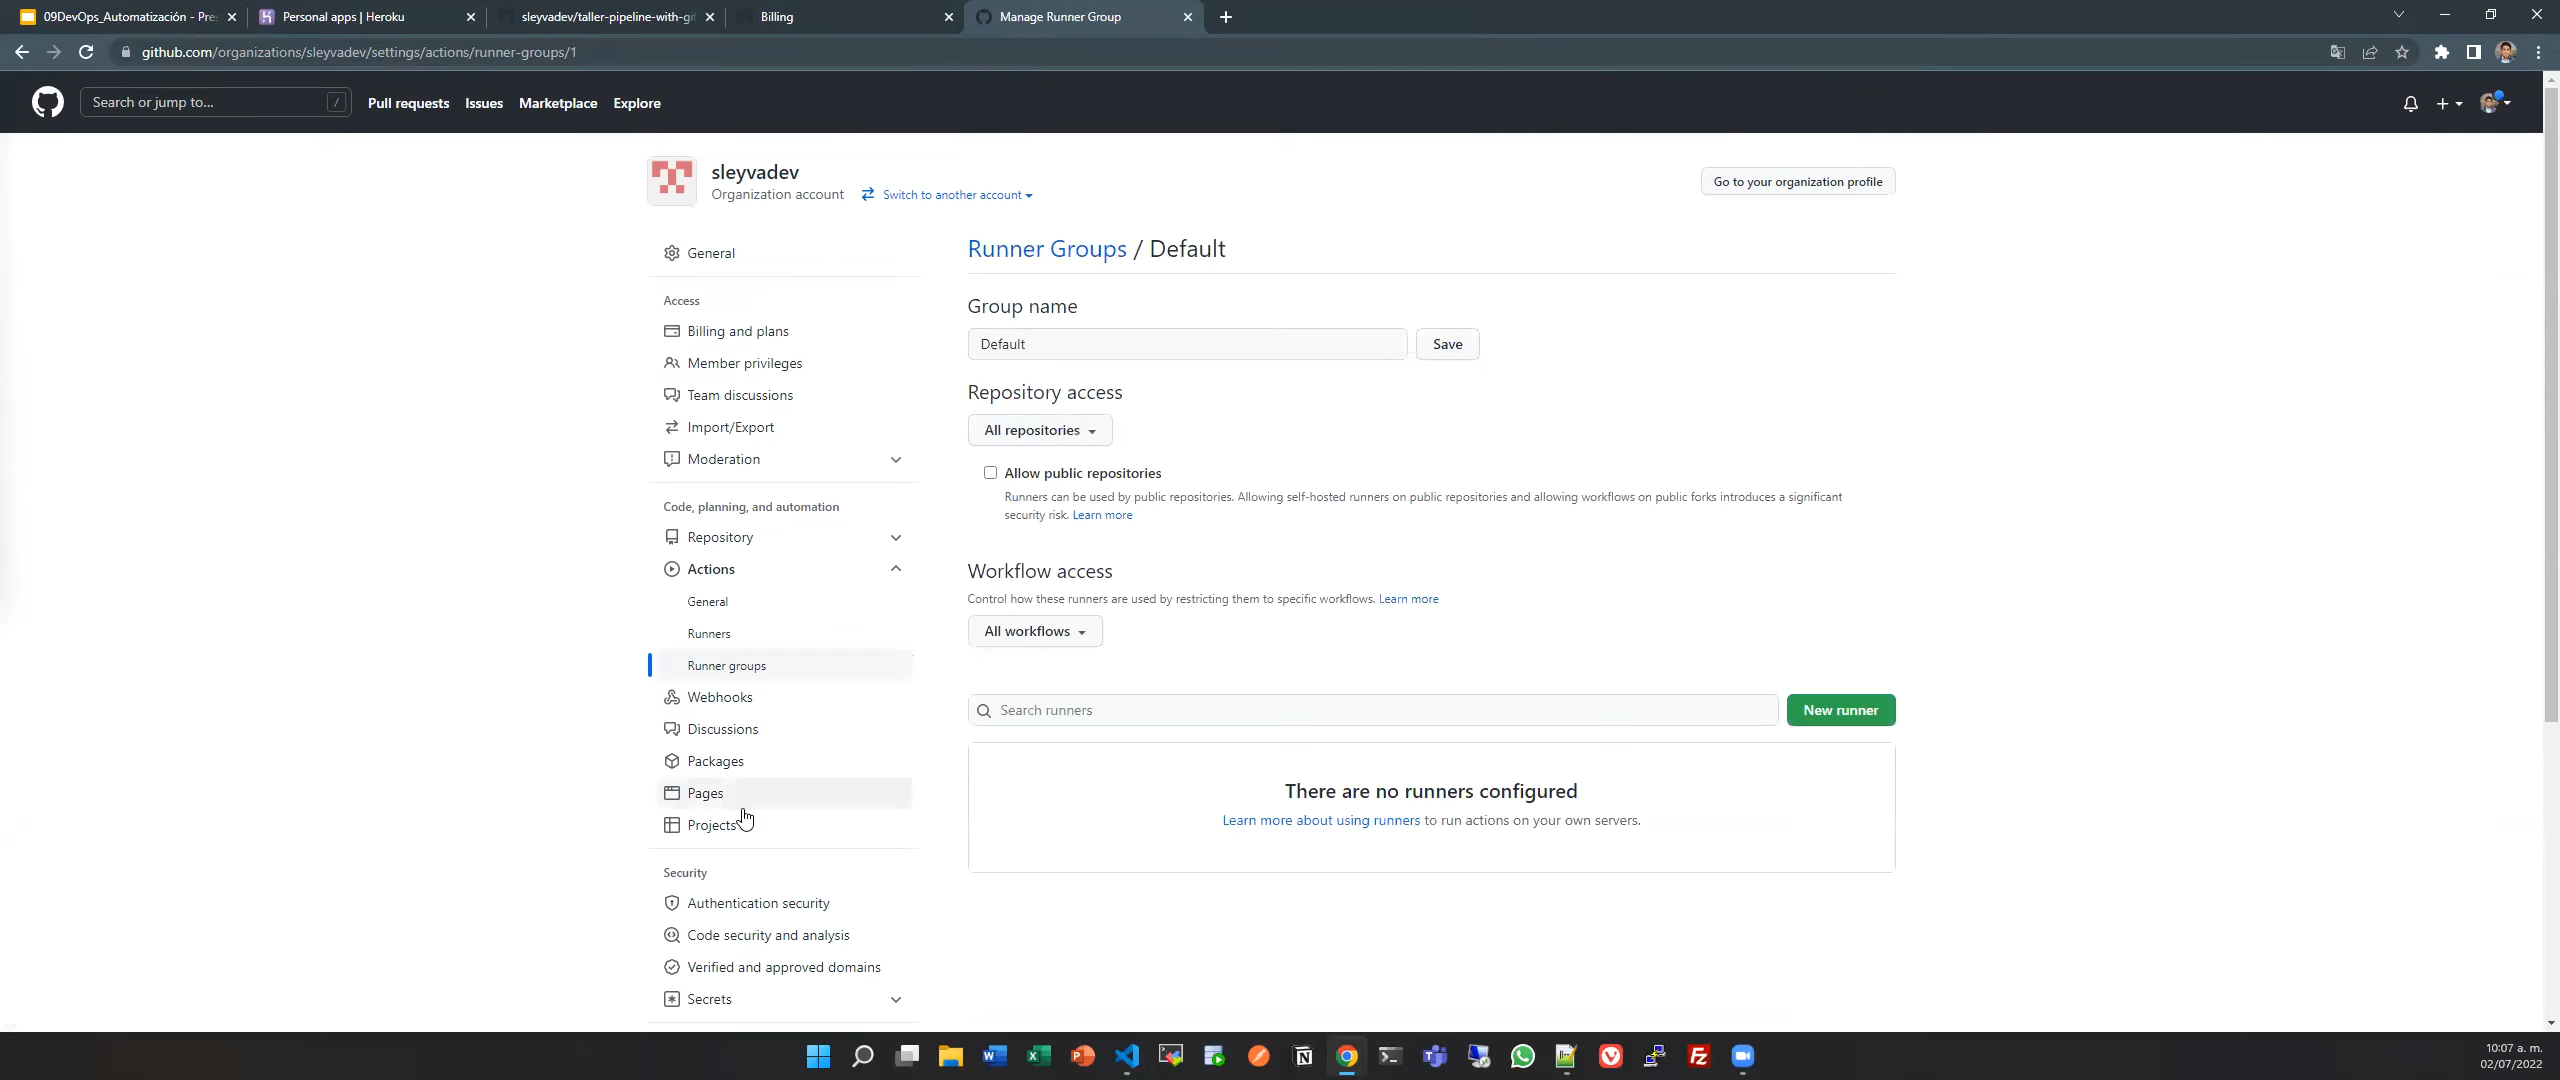 09DevOps_Automatización - Pres
Personal apps | Heroku
sleyvadev/taller-pipeline-with-git
Billing
Manage Runner Group
github.com/organizations/sleyvadev/settings/actions/runner-groups/1
Search or jump to...
/
Pull requests
Issues
Marketplace
Explore
sleyvadev
Organization account
Switch to another account
Go to your organization profile
General
Access
Billing and plans
Member privileges
Team discussions
Import/Export
Moderation
Code, planning, and automation
Repository
Actions
General
Runners
Runner groups
Webhooks
Discussions
Packages
Pages
Projects
Security
Authentication security
Code security and analysis
Verified and approved domains
Secrets
Runner Groups / Default
Group name
Default
Save
Repository access
All repositories
Allow public repositories
Runners can be used by public repositories. Allowing self-hosted runners on public repositories and allowing workflows on public forks introduces a significant
security risk. Learn more
Workflow access
Control how these runners are used by restricting them to specific workflows. Learn more
All workflows
Search runners
New runner
There are no runners configured
Learn more about using runners to run actions on your own servers.
10:07 a. m.
02/07/2022